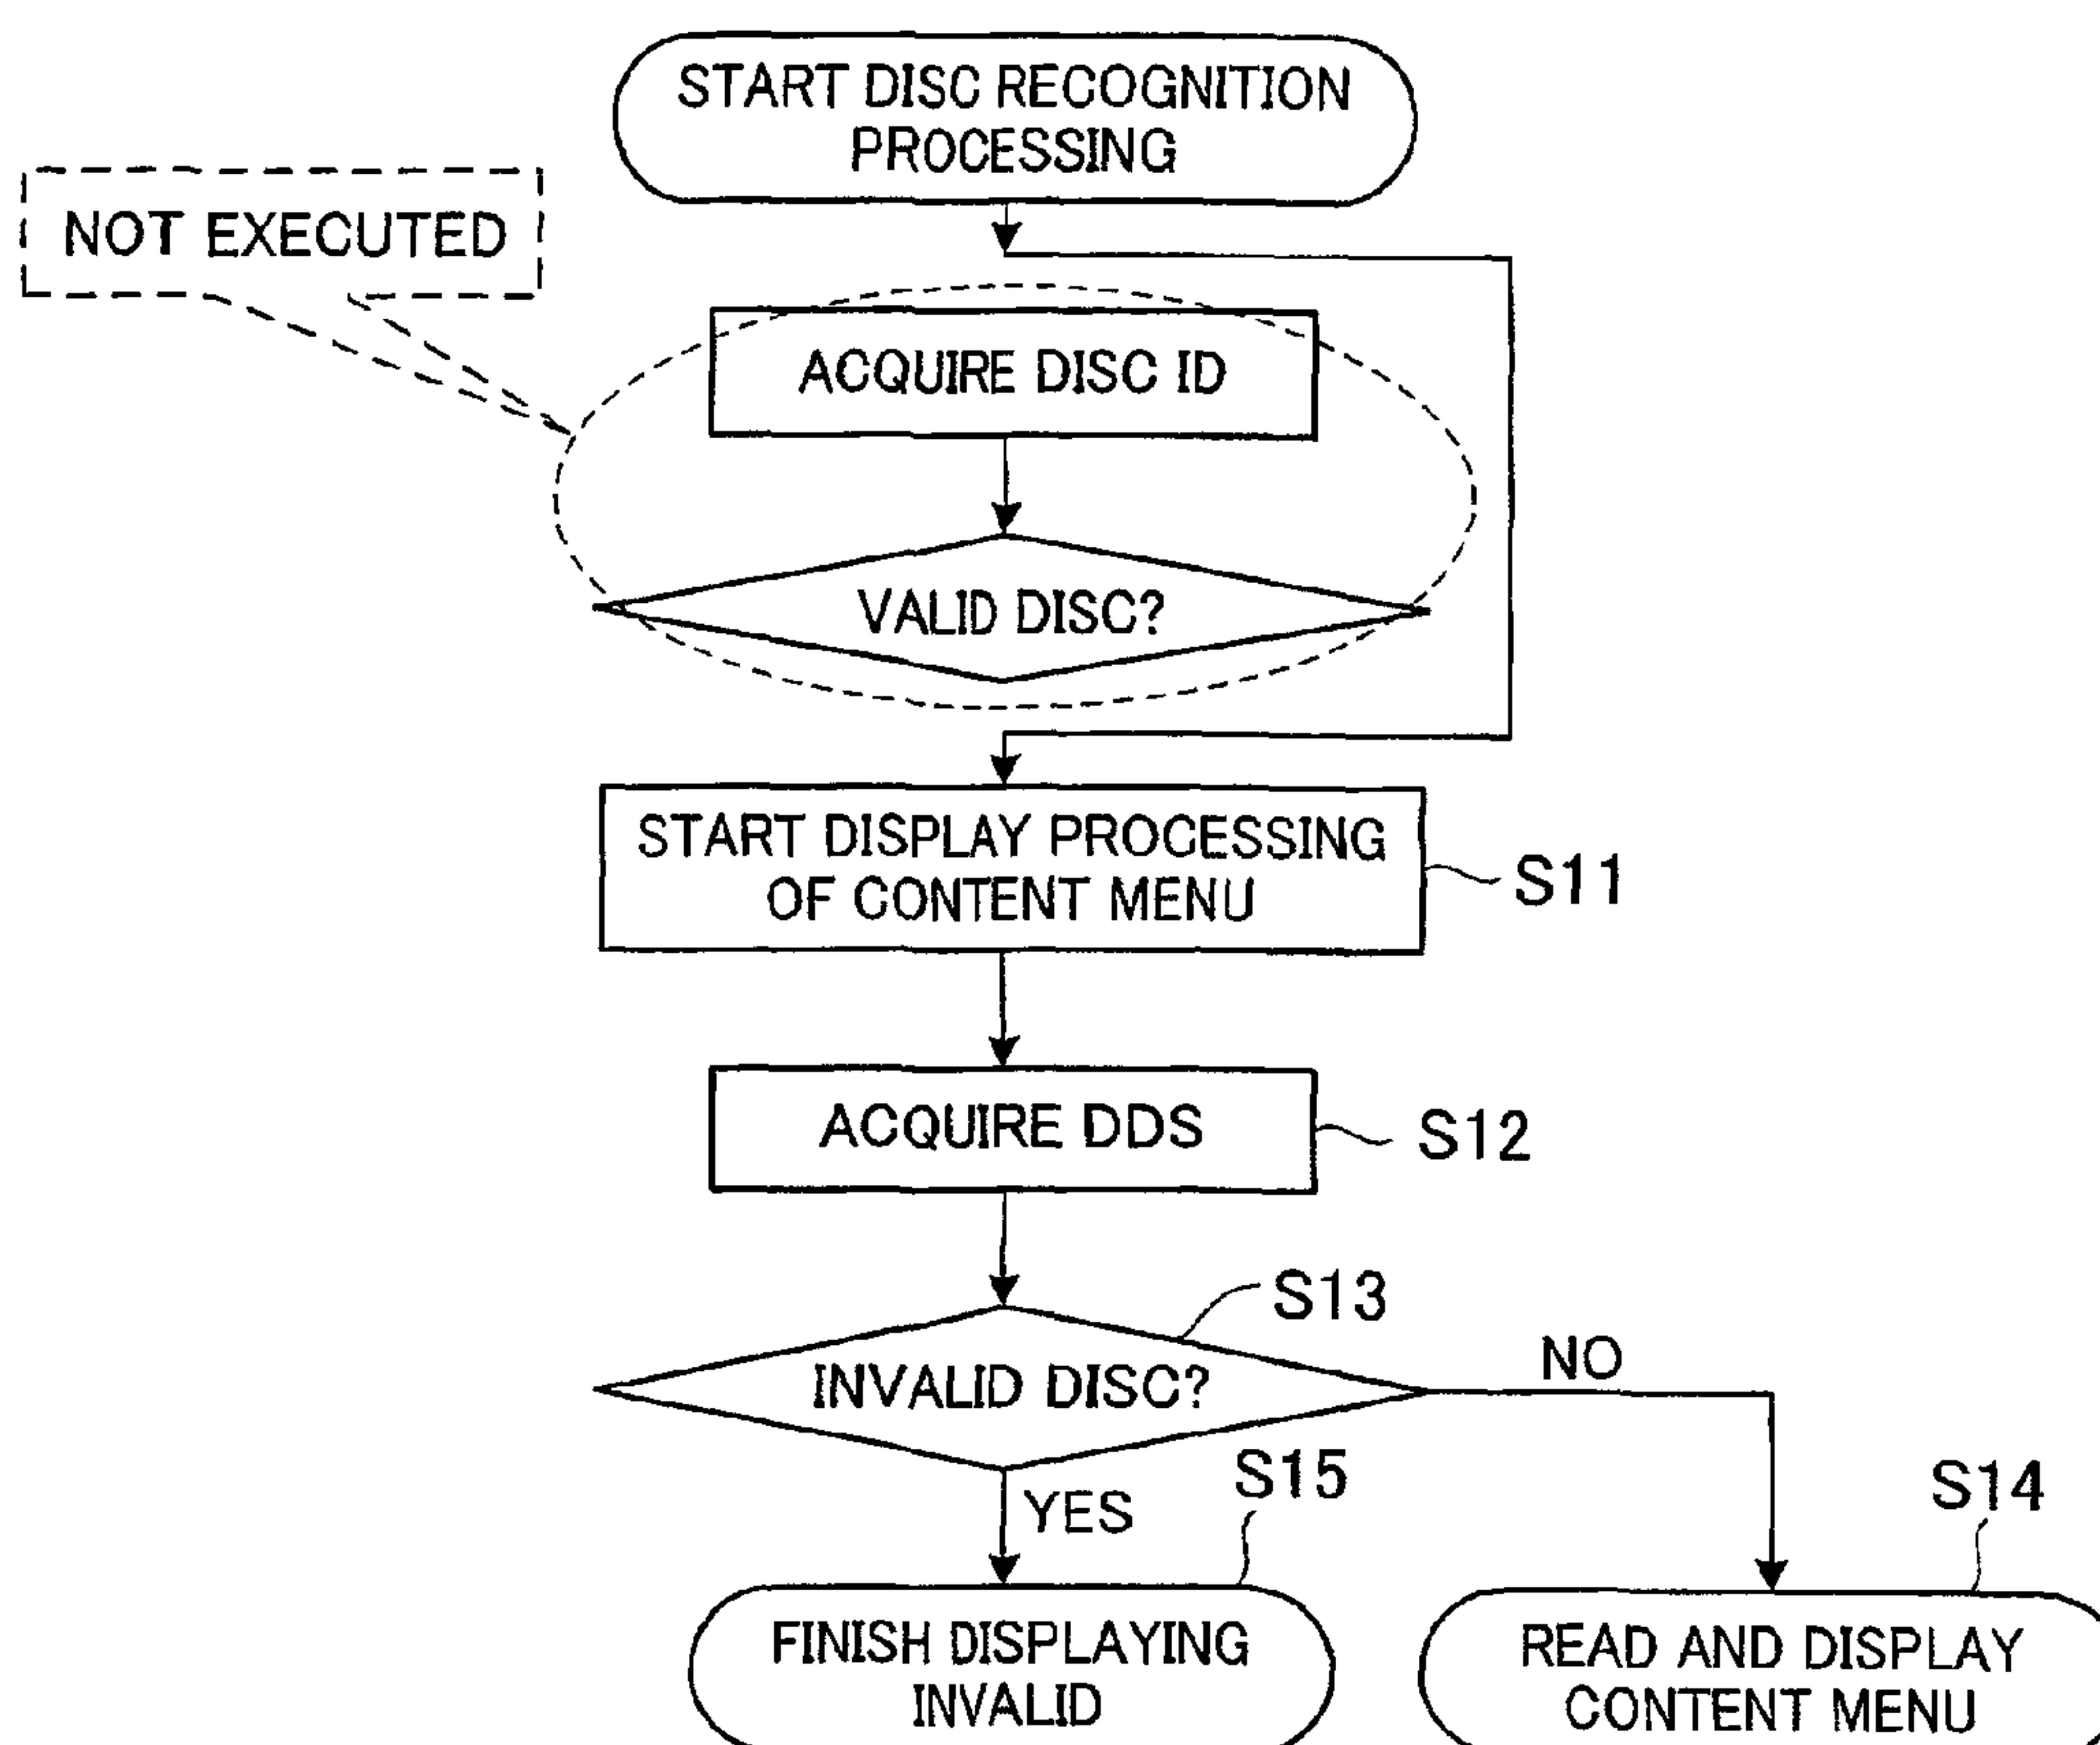 START DISC RECOGNITION
PROCESSING
NOT EXECUTED
ACQUIRE DISC ID
VALID DISC?
START DISPLAY PROCESSING
OF CONTENT MENU
S11
ACQUIRE DDS
S12
S13
INVALID DISC?
NO
YES
S15
S14
FINISH DISPLAYING
INVALID
READ AND DISPLAY
CONTENT MENU